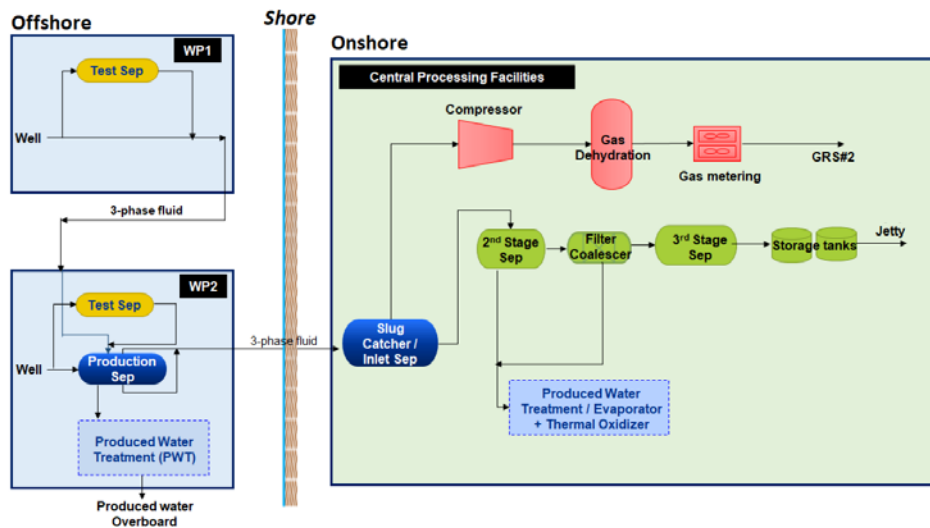 Offshore
Shore
Onshore
WP1
Test Sep
Well
3-phase fluid
WP2
Test Sep
Well
Production
Sep
Produced Water
Treatment (PWT)
Produced water
Overboard
3-phase fluid
Central Processing Facilities
Compressor
Gas
Dehydration
Gas metering
GRS#2
2nd Stage
Sep
Filter
Coalescer
3rd Stage
Sep
Storage tanks
Jetty
Slug
Catcher /
Inlet Sep
Produced Water
Treatment / Evaporator
+ Thermal Oxidizer